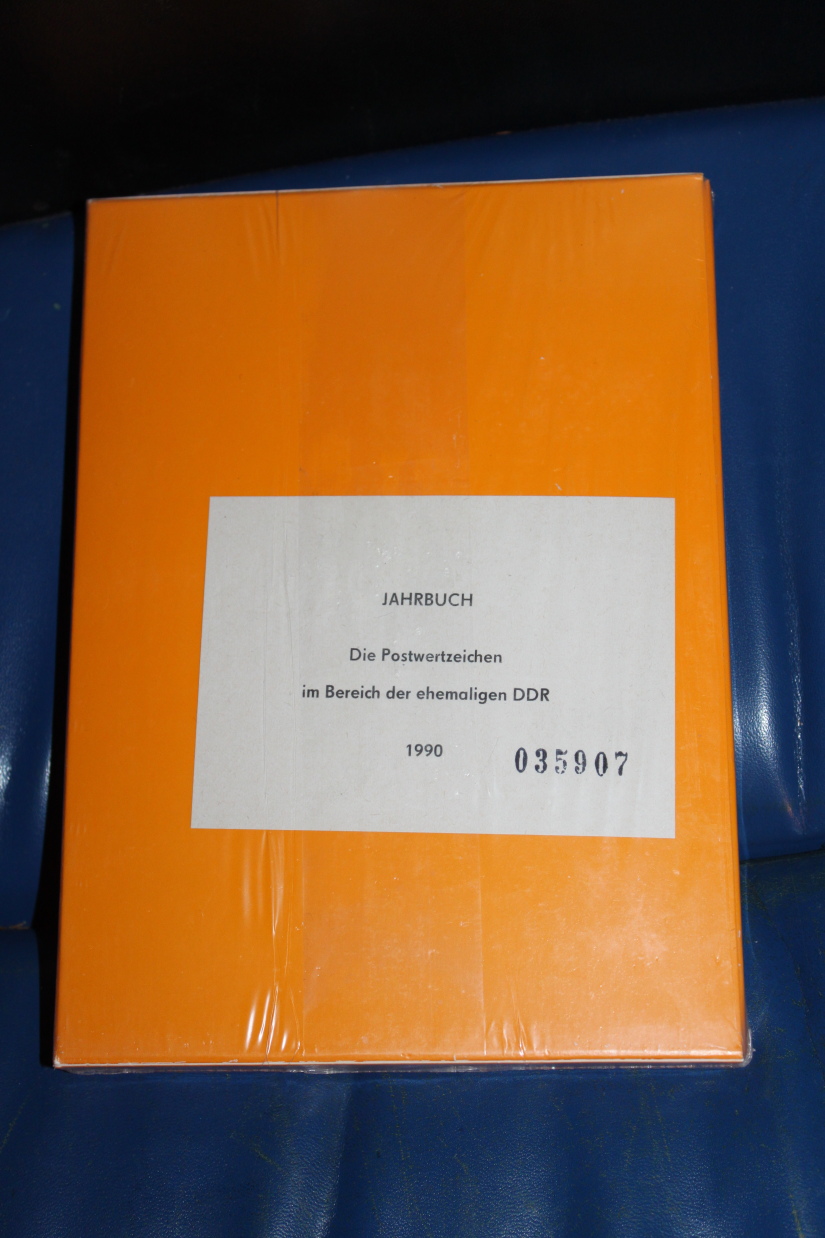 JAHRBUCH
Die Postwertzeichen
im Bereich der ehemaligen DDR
1990
035907